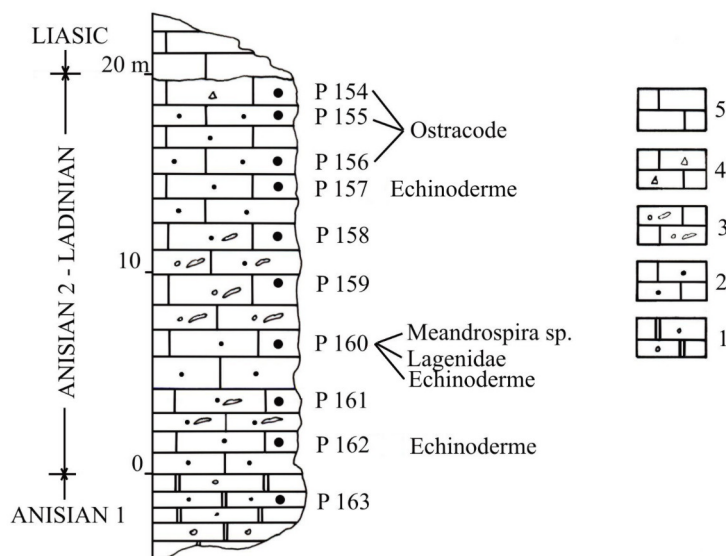 LIASIC
20 m
P 154
P 155
Ostracode
P 156
P 157 Echinoderme
P 158
10
P 159
P 160
Meandrospira sp.
Lagenidae
Echinoderme
P 161
P 162 Echinoderme
0
P 163
ANISIAN 2 - LADINIAN
ANISIAN 1
5
4
3
2
1